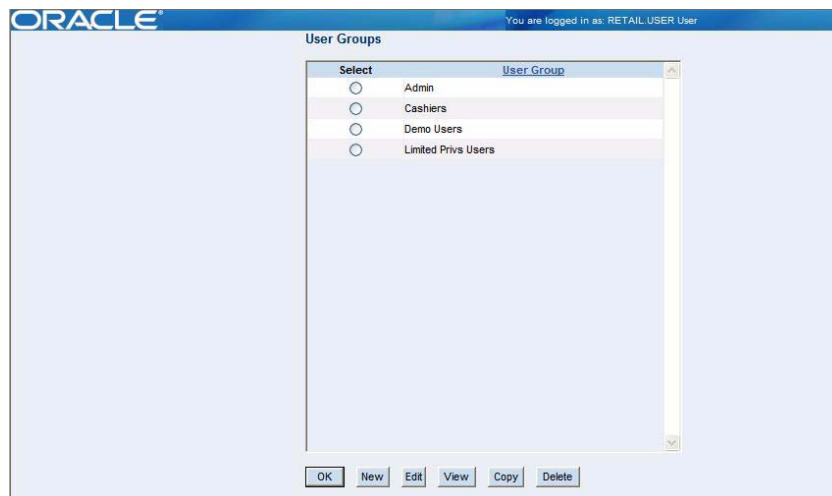 ORACLE®
You are logged in as: RETAIL.USER User
User Groups
Select User Group
Admin
Cashiers
Demo Users
Limited Privs Users
OK New Edit View Copy Delete